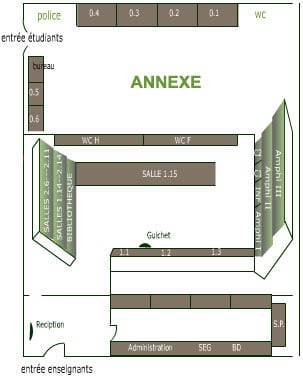 police
0.4
0.3
0.2
0.1
wc
entrée étudiants
bureau
ANNEXE
0.5
0.6
WC H
WC F
SALLES 2.6---2.11
SALLES 1.14--2.14
BIBLIOTHEQUE
SALLE 1.15
C2
C1
INF
Amphi I
Amphi II
Amphi III
Guichet
1.1
1.2
1.3
Reciption
S.P.
Administration
SEG
BD
entrée enseignants